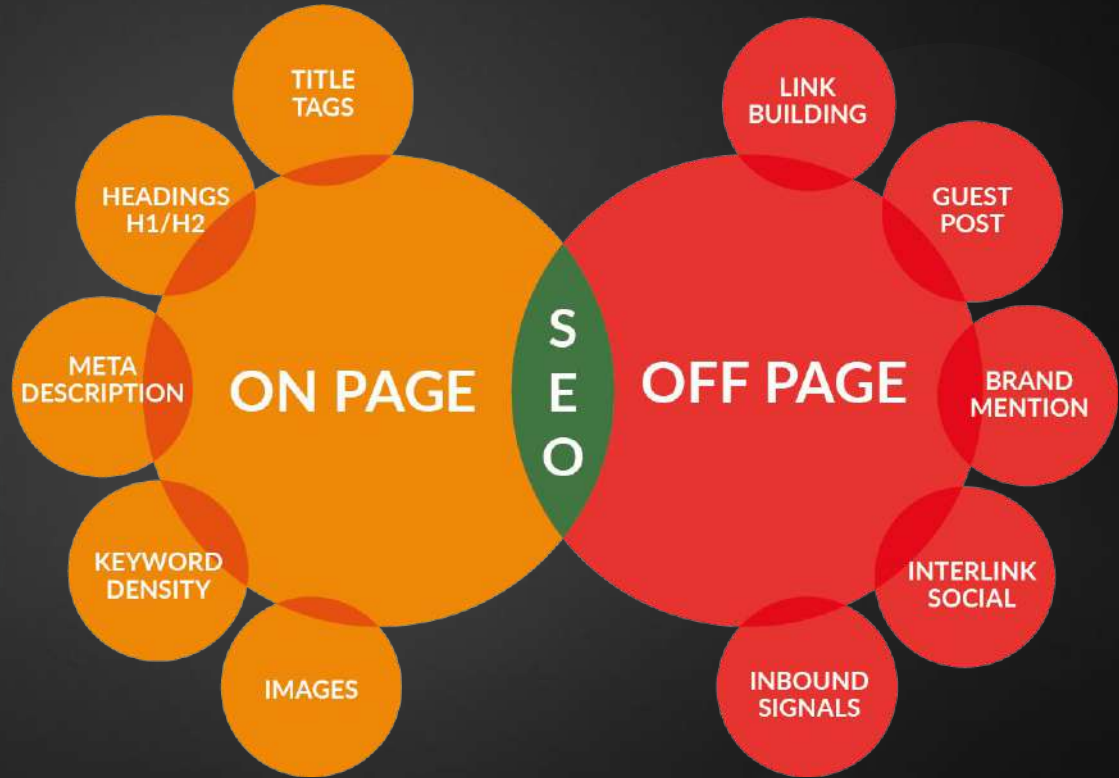 TITLE
TAGS
HEADINGS
H1/H2
META
DESCRIPTION
KEYWORD
DENSITY
IMAGES
ON PAGE
S
E
O
OFF PAGE
LINK
BUILDING
GUEST
POST
BRAND
MENTION
INTERLINK
SOCIAL
INBOUND
SIGNALS